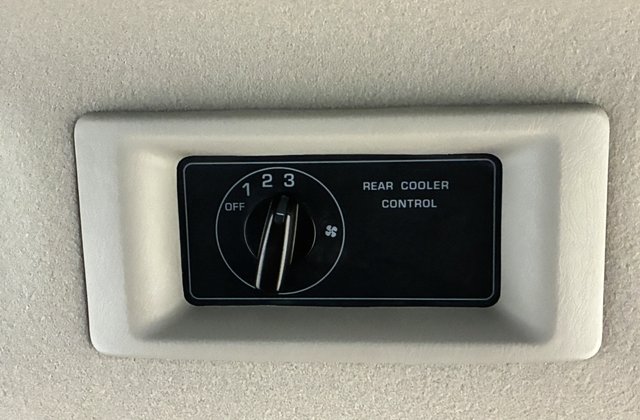 OFF 1 2 3
REAR COOLER
CONTROL